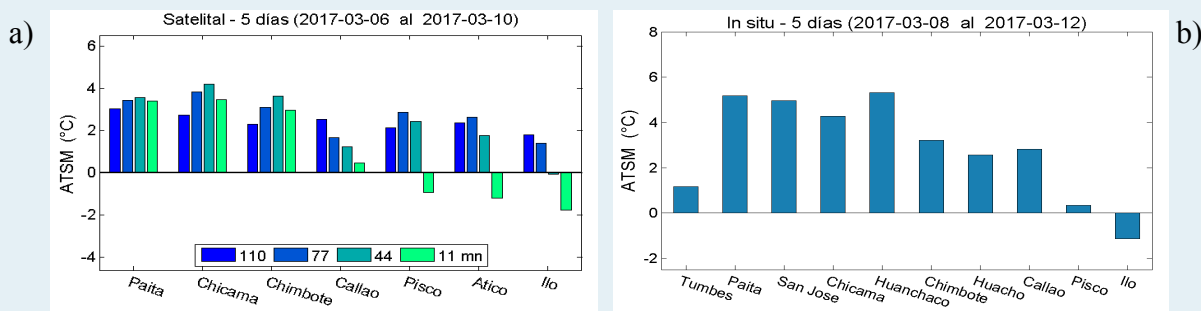 a)
Satelital - 5 días (2017-03-06 al 2017-03-10)
ATSM (°C)
6
4
2
0
-2
-4
110 77 44 11 mn
Paita Chicama Chimbote Callao Pisco Atico Ilo
In situ - 5 días (2017-03-08 al 2017-03-12)
b)
ATSM (°C)
8
6
4
2
0
-2
Tumbes Paita San Jose Chicama Huanchaco Chimbote Huacho Callao Pisco Ilo